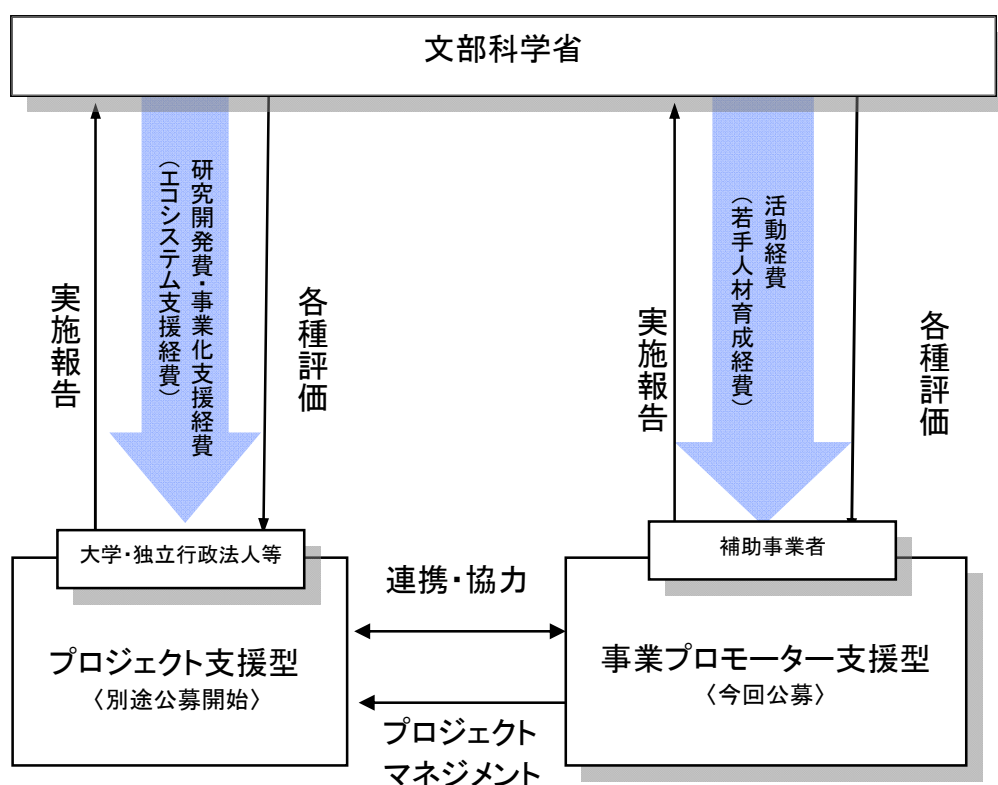 文部科学省
実施報告
研究開発費・事業化支援経費
（エコシステム支援経費）
各種評価
実施報告
活動経費
（若手人材育成経費）
各種評価
大学・独立行政法人等
プロジェクト支援型
〈別途公募開始〉
連携・協力
プロジェクト
マネジメント
補助事業者
事業プロモーター支援型
〈今回公募〉